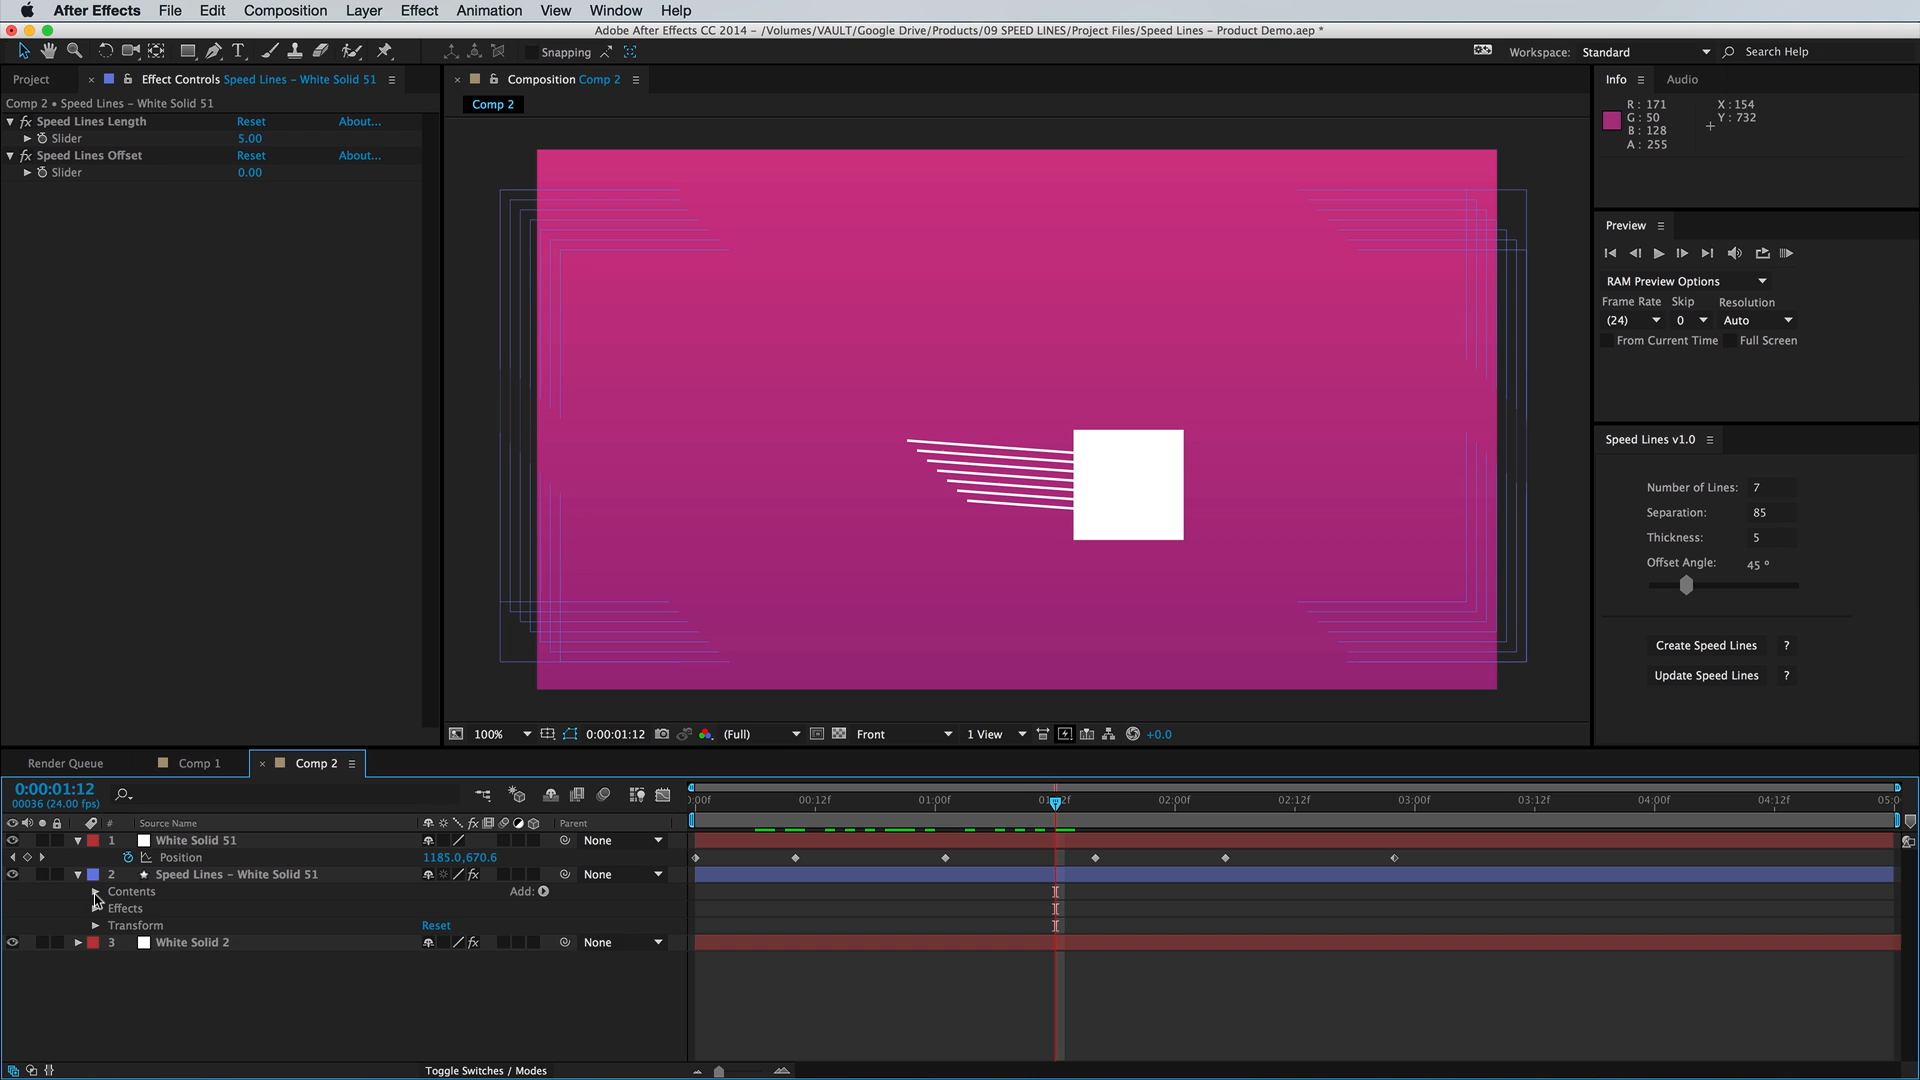 After Effects File Edit Composition Layer Effect Animation View Window Help
Adobe After Effects CC 2014 – /Volumes/VAULT/Google Drive/Products/09 SPEED LINES/Project Files/Speed Lines – Product Demo.aep *
Snapping
Workspace: Standard
Search Help
Project
Effect Controls Speed Lines – White Solid 51
Composition Comp 2
Info
Audio
Comp 2 • Speed Lines – White Solid 51
Comp 2
fx Speed Lines Length Reset About...
Slider 5.00
fx Speed Lines Offset Reset About...
Slider 0.00
R: 171
G: 50
B: 128
A: 255
X: 154
Y: 732
Preview
RAM Preview Options
Frame Rate Skip Resolution
(24) 0 Auto
From Current Time Full Screen
Speed Lines v1.0
Number of Lines: 7
Separation: 85
Thickness: 5
Offset Angle: 45 °
Create Speed Lines ?
Update Speed Lines ?
100% 0:00:01:12 (Full) Front 1 View +0.0
Render Queue
Comp 1
Comp 2
0:00:01:12
00036 (24.00 fps)
:00f 00:12f 01:00f 01:12f 02:00f 02:12f 03:00f 03:12f 04:00f 04:12f 05:0
# Source Name fx Parent
1 White Solid 51 None
Position 1185.0,670.6
2 Speed Lines – White Solid 51 fx None
Contents Add:
Effects
Transform Reset
3 White Solid 2 fx None
Toggle Switches / Modes